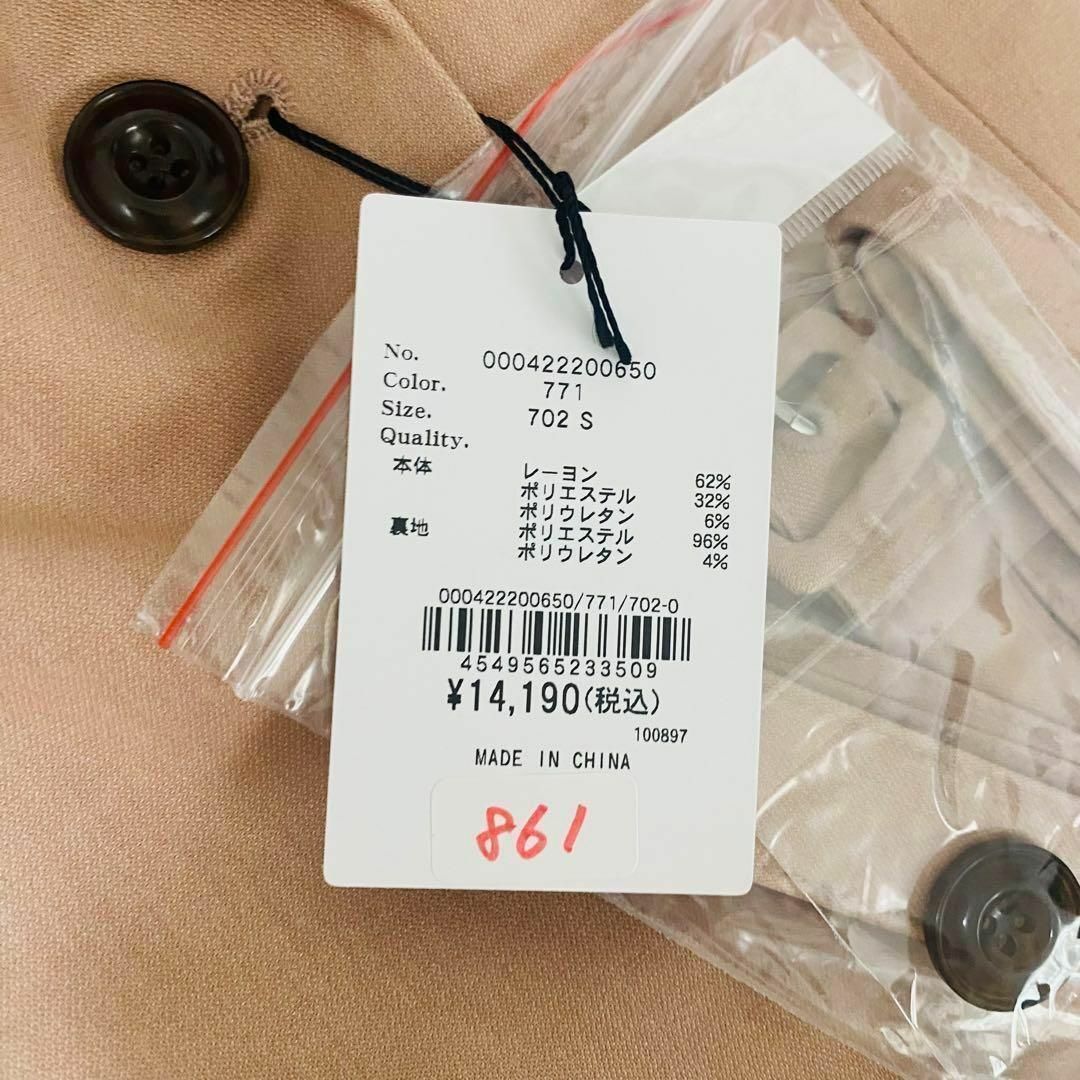 No. 000422200650
Color. 771
Size. 702 S
Quality.
本体 レーヨン 62%
ポリエステル 32%
ポリウレタン 6%
裏地 ポリエステル 96%
ポリウレタン 4%
000422200650/771/702-0
4549565233509
¥14,190(税込)
100897
MADE IN CHINA
861